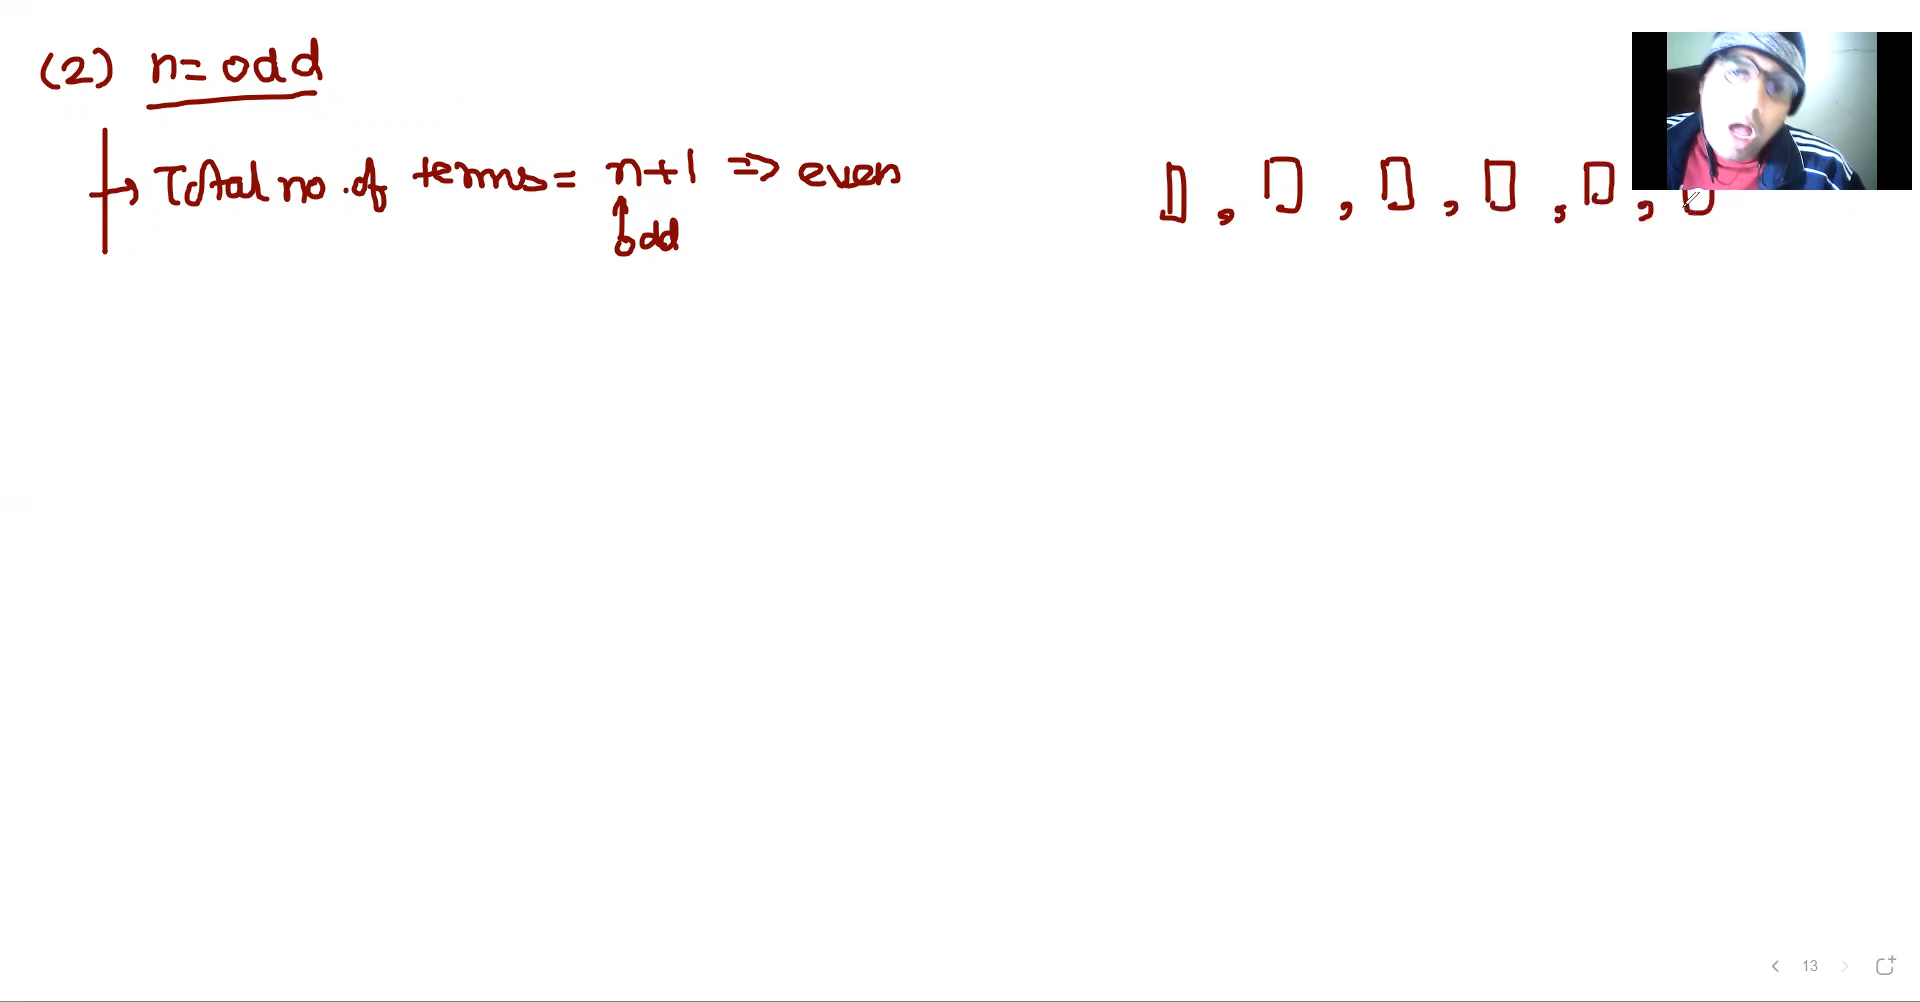 (2) n = odd
→ Total no. of terms = n+1 ⇒ even
odd
▯, ▯, ▯, ▯, ▯, ▯
13